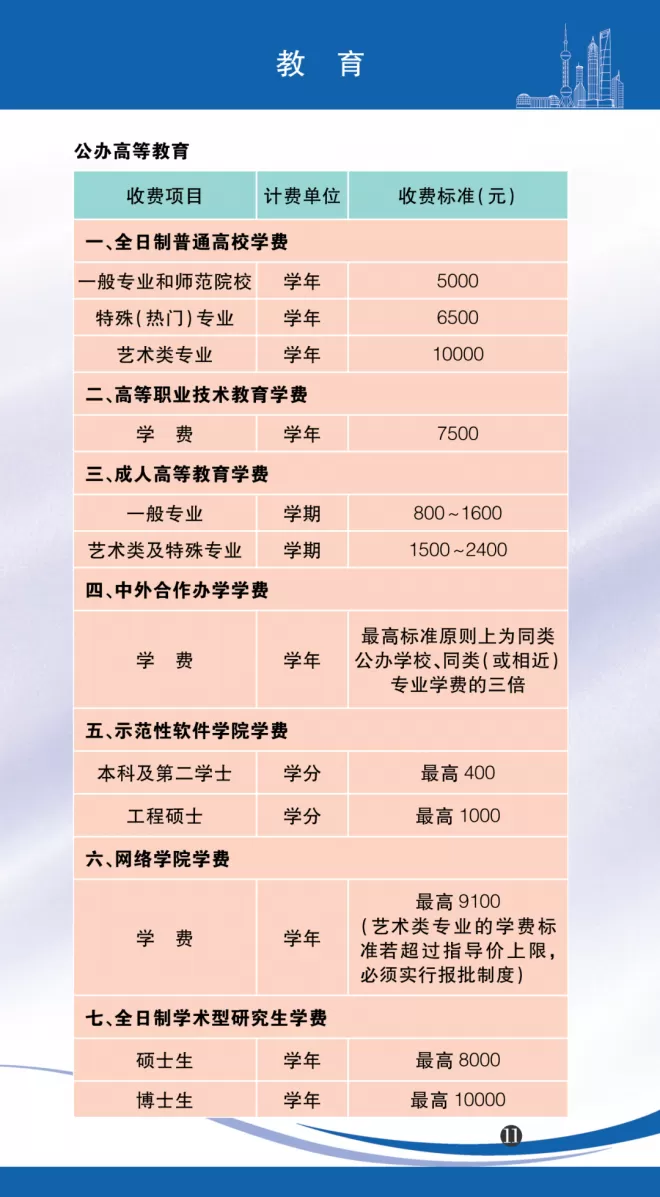 教 育
公办高等教育
收费项目 计费单位 收费标准(元)
一、全日制普通高校学费
一般专业和师范院校 学年 5000
特殊(热门)专业 学年 6500
艺术类专业 学年 10000
二、高等职业技术教育学费
学 费 学年 7500
三、成人高等教育学费
一般专业 学期 800~1600
艺术类及特殊专业 学期 1500~2400
四、中外合作办学学费
学 费 学年 最高标准原则上为同类
公办学校、同类(或相近)
专业学费的三倍
五、示范性软件学院学费
本科及第二学士 学分 最高 400
工程硕士 学分 最高 1000
六、网络学院学费
学 费 学年 最高 9100
(艺术类专业的学费标
准若超过指导价上限,
必须实行报批制度)
七、全日制学术型研究生学费
硕士生 学年 最高 8000
博士生 学年 最高 10000
11